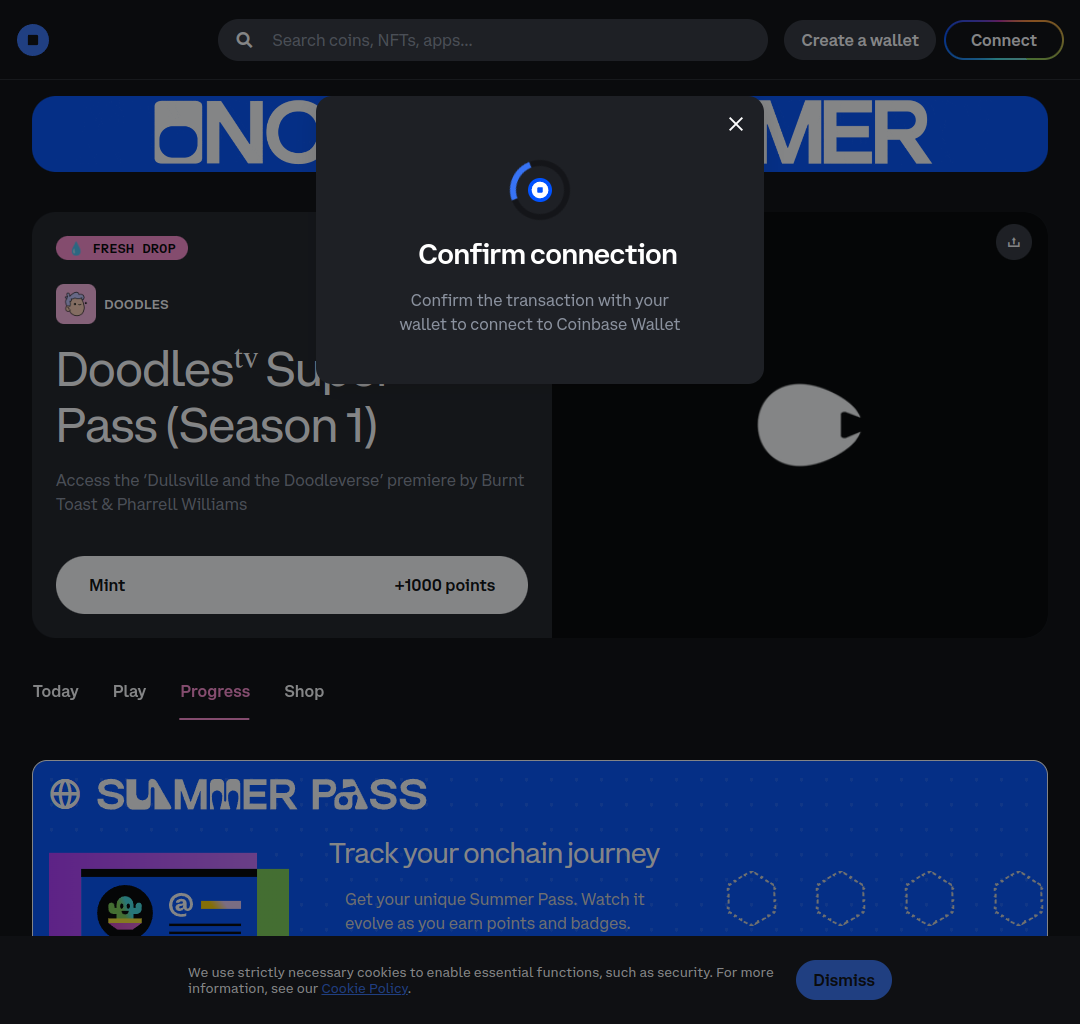 Search coins, NFTs, apps...
Create a wallet
Connect
ONC
MER
Confirm connection
Confirm the transaction with your
wallet to connect to Coinbase Wallet
FRESH DROP
DOODLES
Doodlestv Super
Pass (Season 1)
Access the ‘Dullsville and the Doodleverse’ premiere by Burnt
Toast & Pharrell Williams
Mint +1000 points
Today Play Progress Shop
SUMMER PASS
Track your onchain journey
Get your unique Summer Pass. Watch it
evolve as you earn points and badges.
@
We use strictly necessary cookies to enable essential functions, such as security. For more
information, see our Cookie Policy.
Dismiss